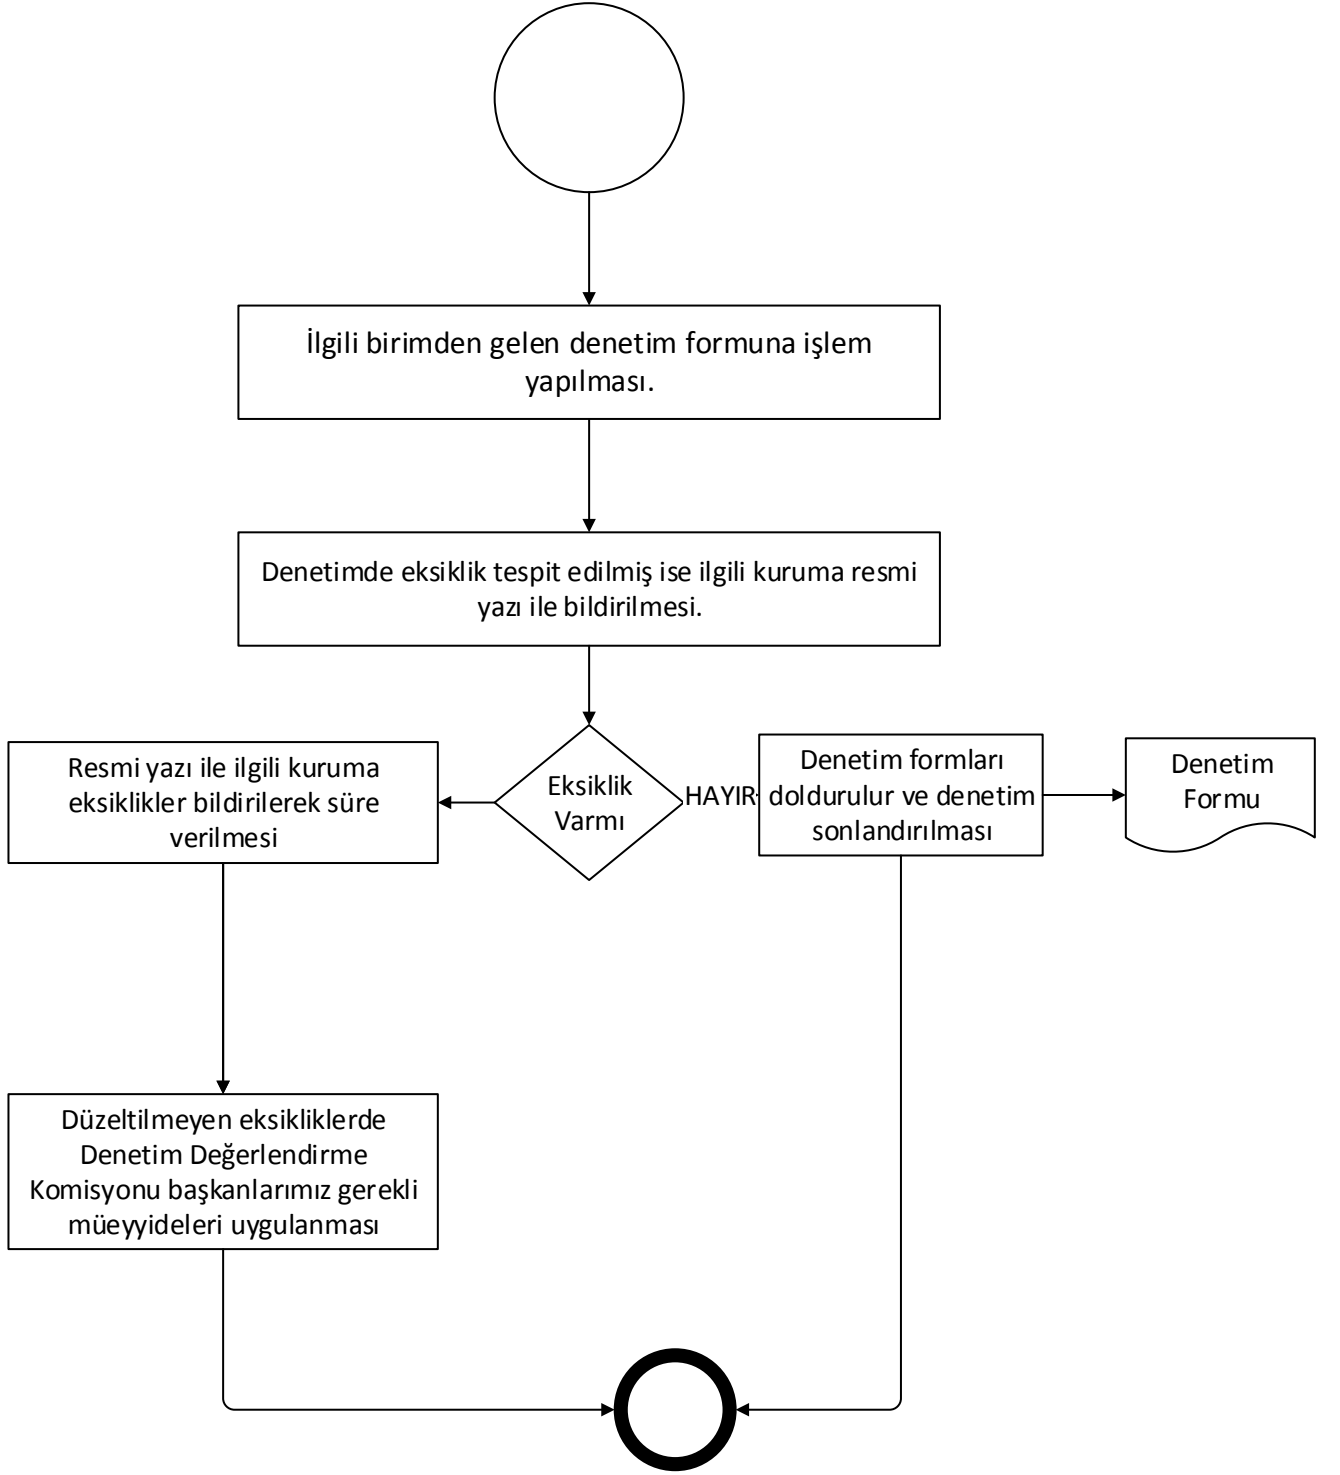 İlgili birimden gelen denetim formuna işlem
yapılması.
Denetimde eksiklik tespit edilmiş ise ilgili kuruma resmi
yazı ile bildirilmesi.
Resmi yazı ile ilgili kuruma
eksiklikler bildirilerek süre
verilmesi
Eksiklik
Varmı
HAYIR
Denetim formları
doldurulur ve denetim
sonlandırılması
Denetim
Formu
Düzeltilmeyen eksikliklerde
Denetim Değerlendirme
Komisyonu başkanlarımız gerekli
müeyyideleri uygulanması